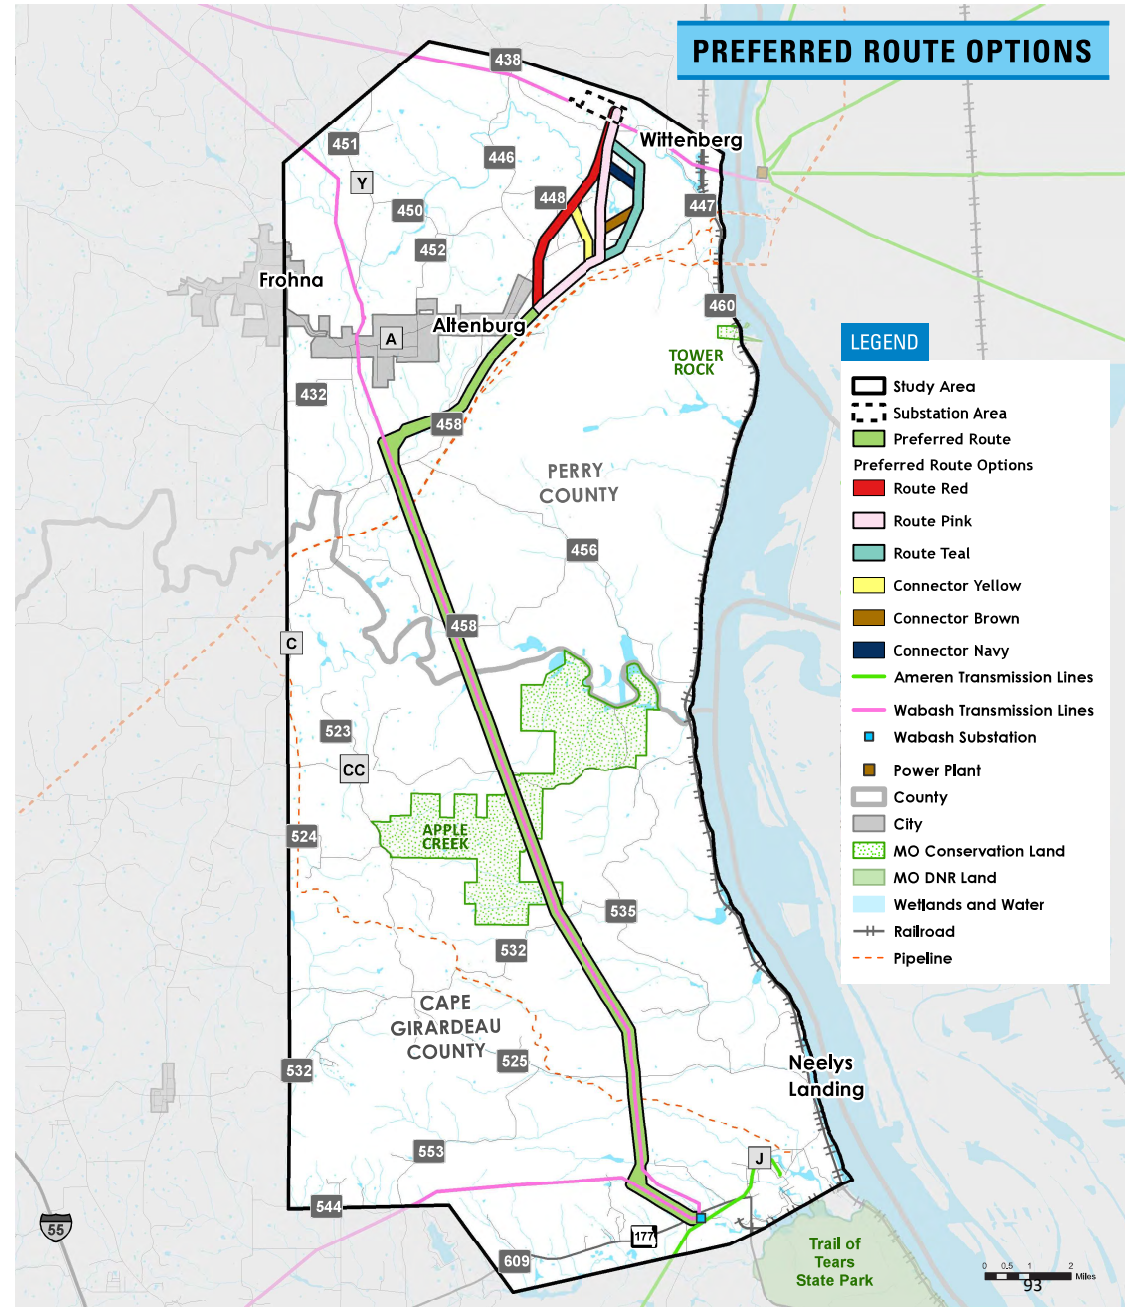 PREFERRED ROUTE OPTIONS
438
Wittenberg
451
446
Y
448
447
450
452
Frohna
460
Altenburg
A
TOWER
ROCK
432
458
PERRY
COUNTY
456
458
C
523
CC
524
APPLE
CREEK
535
532
CAPE
GIRARDEAU
COUNTY
525
532
Neelys
Landing
553
J
544
55
177
609
Trail of
Tears
State Park
LEGEND
Study Area
Substation Area
Preferred Route
Preferred Route Options
Route Red
Route Pink
Route Teal
Connector Yellow
Connector Brown
Connector Navy
Ameren Transmission Lines
Wabash Transmission Lines
Wabash Substation
Power Plant
County
City
MO Conservation Land
MO DNR Land
Wetlands and Water
Railroad
Pipeline
0 0.5 1 2
Miles
93